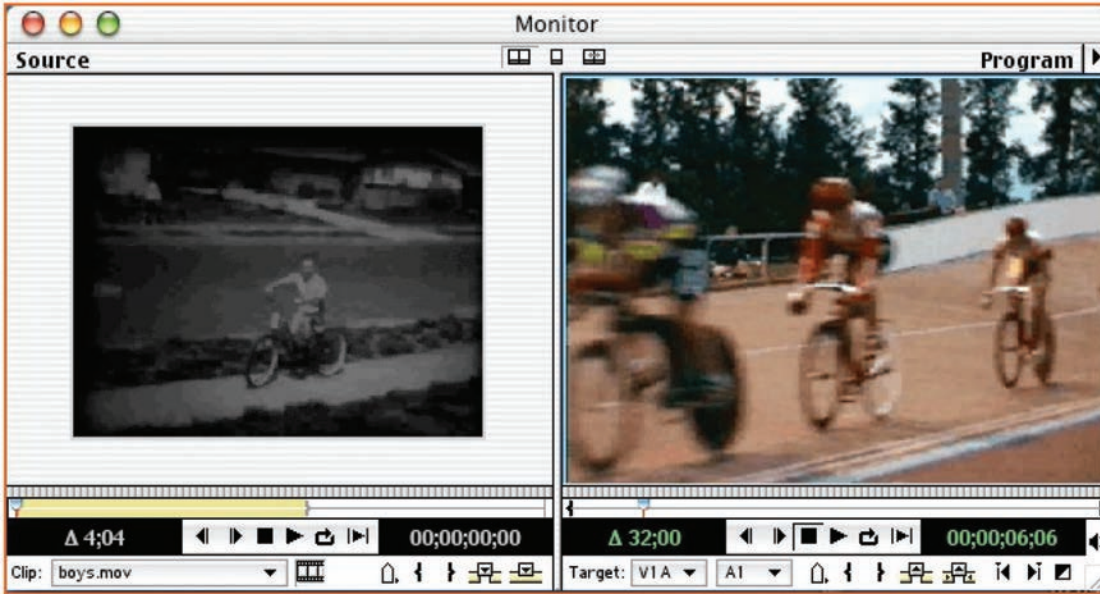 Monitor
Source
Program
Δ 4;04
00;00;00;00
Δ 32;00
00;00;06;06
Clip: boys.mov
Target: V1 A A1